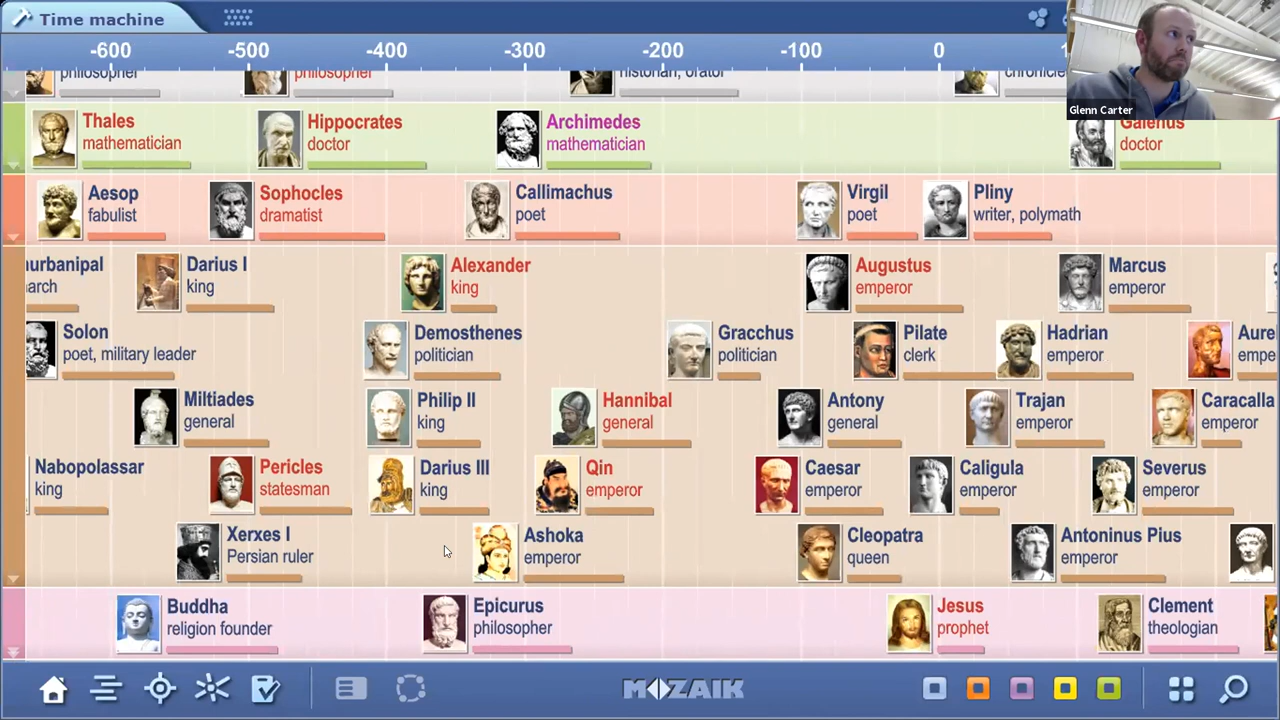 Time machine
-600 -500 -400 -300 -200 -100 0
Glenn Carter
philosopher philosopher historian, orator
Thales Hippocrates Archimedes Galerius
mathematician doctor mathematician doctor
Aesop Sophocles Callimachus Virgil Pliny
fabulist dramatist poet poet writer, polymath
urbanipal Darius I Alexander Augustus Marcus
arch king king emperor emperor
Solon Demosthenes Gracchus Pilate Hadrian Aure
poet, military leader politician politician clerk emperor empe
Miltiades Philip II Hannibal Antony Trajan Caracalla
general king general general emperor emperor
Nabopolassar Pericles Darius III Qin Caesar Caligula Severus
king statesman king emperor emperor emperor emperor
Xerxes I Ashoka Cleopatra Antoninus Pius
Persian ruler emperor queen emperor
Buddha Epicurus Jesus Clement
religion founder philosopher prophet theologian
MOZAIK